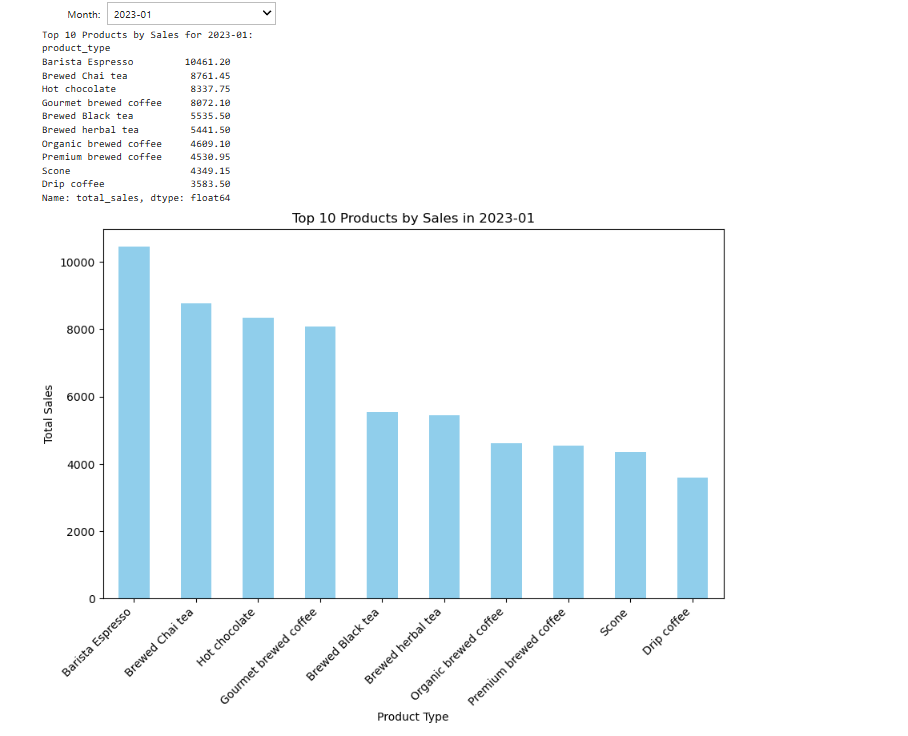 Month: 2023-01
Top 10 Products by Sales for 2023-01:
product_type
Barista Espresso 10461.20
Brewed Chai tea 8761.45
Hot chocolate 8337.75
Gourmet brewed coffee 8072.10
Brewed Black tea 5535.50
Brewed herbal tea 5441.50
Organic brewed coffee 4609.10
Premium brewed coffee 4530.95
Scone 4349.15
Drip coffee 3583.50
Name: total_sales, dtype: float64
Top 10 Products by Sales in 2023-01
10000
8000
6000
4000
2000
0
Total Sales
Barista Espresso
Brewed Chai tea
Hot chocolate
Gourmet brewed coffee
Brewed Black tea
Brewed herbal tea
Organic brewed coffee
Premium brewed coffee
Scone
Drip coffee
Product Type